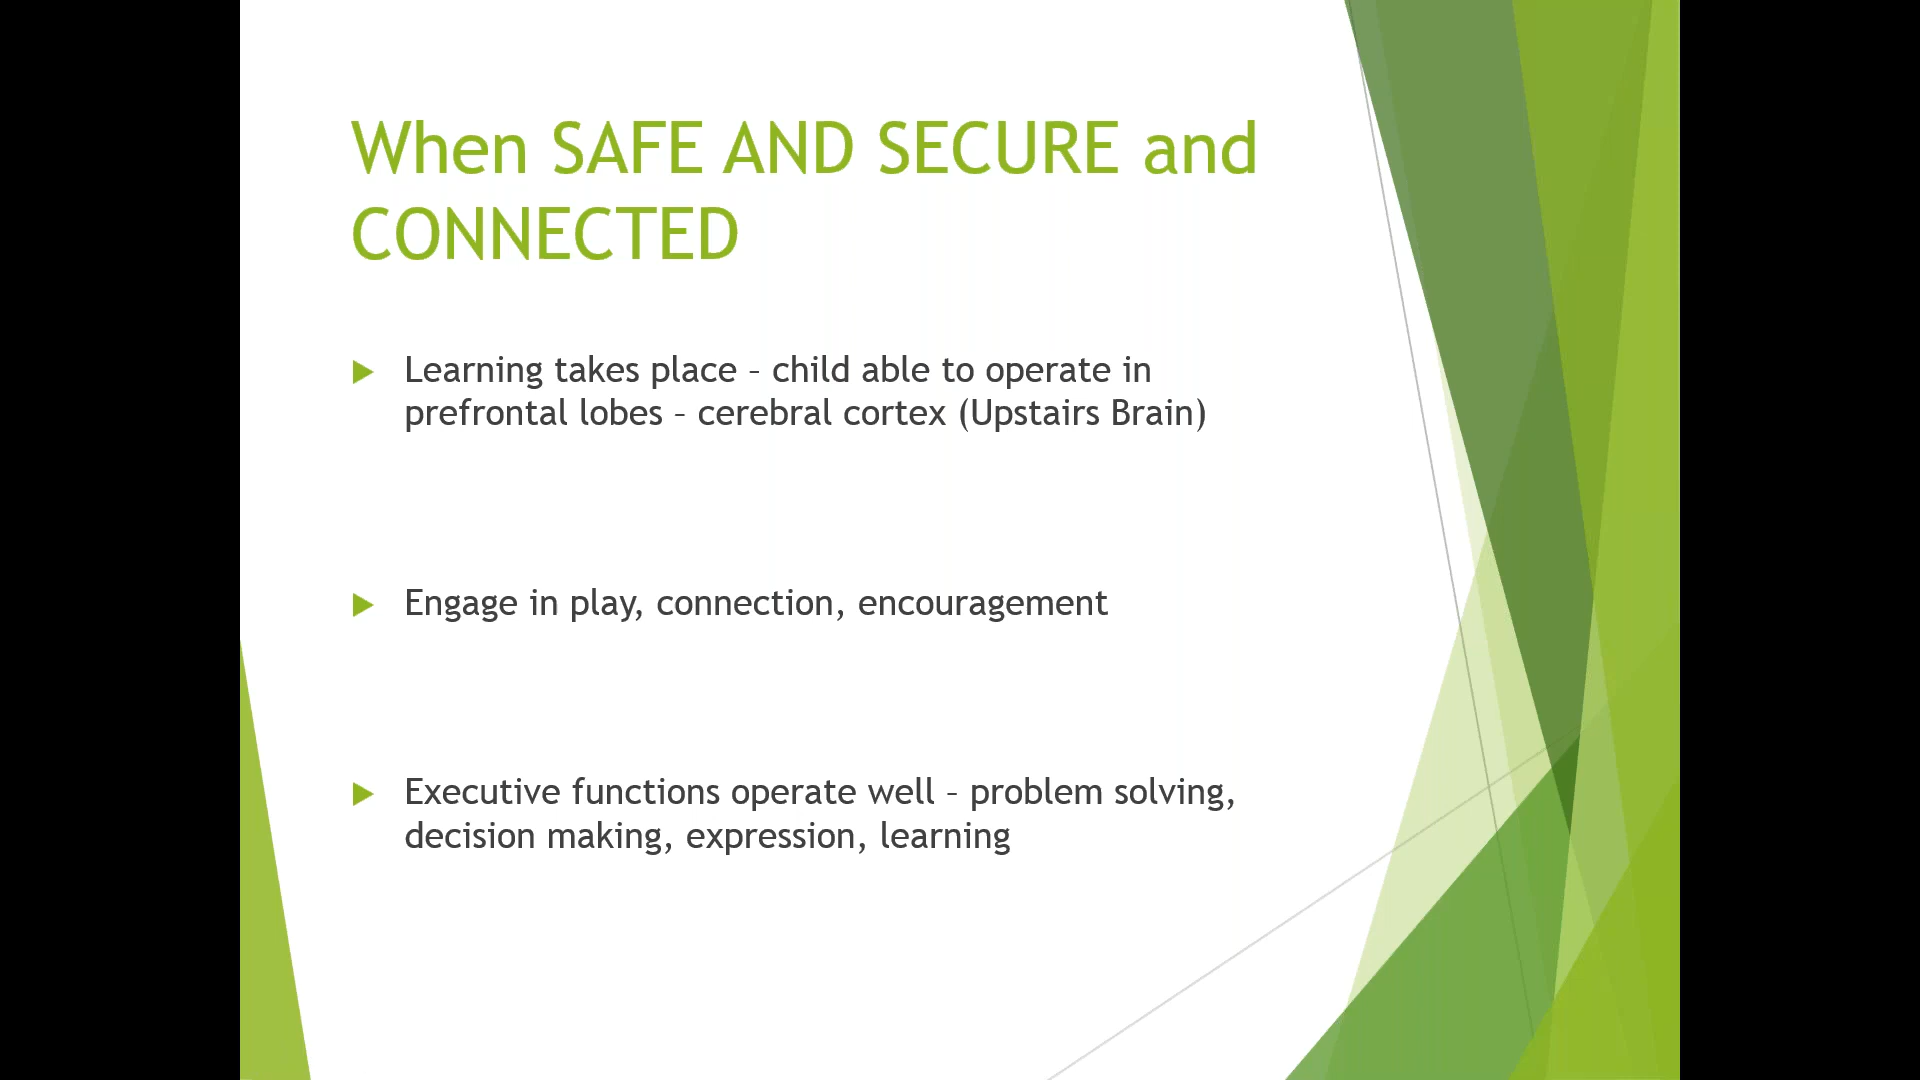 When SAFE AND SECURE and
CONNECTED
Learning takes place – child able to operate in
prefrontal lobes – cerebral cortex (Upstairs Brain)
Engage in play, connection, encouragement
Executive functions operate well – problem solving,
decision making, expression, learning